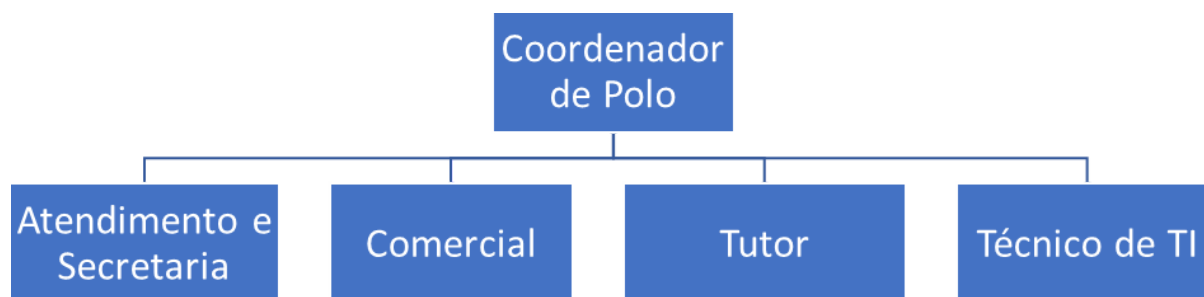 Coordenador
de Polo
Atendimento e
Secretaria
Comercial
Tutor
Técnico de TI